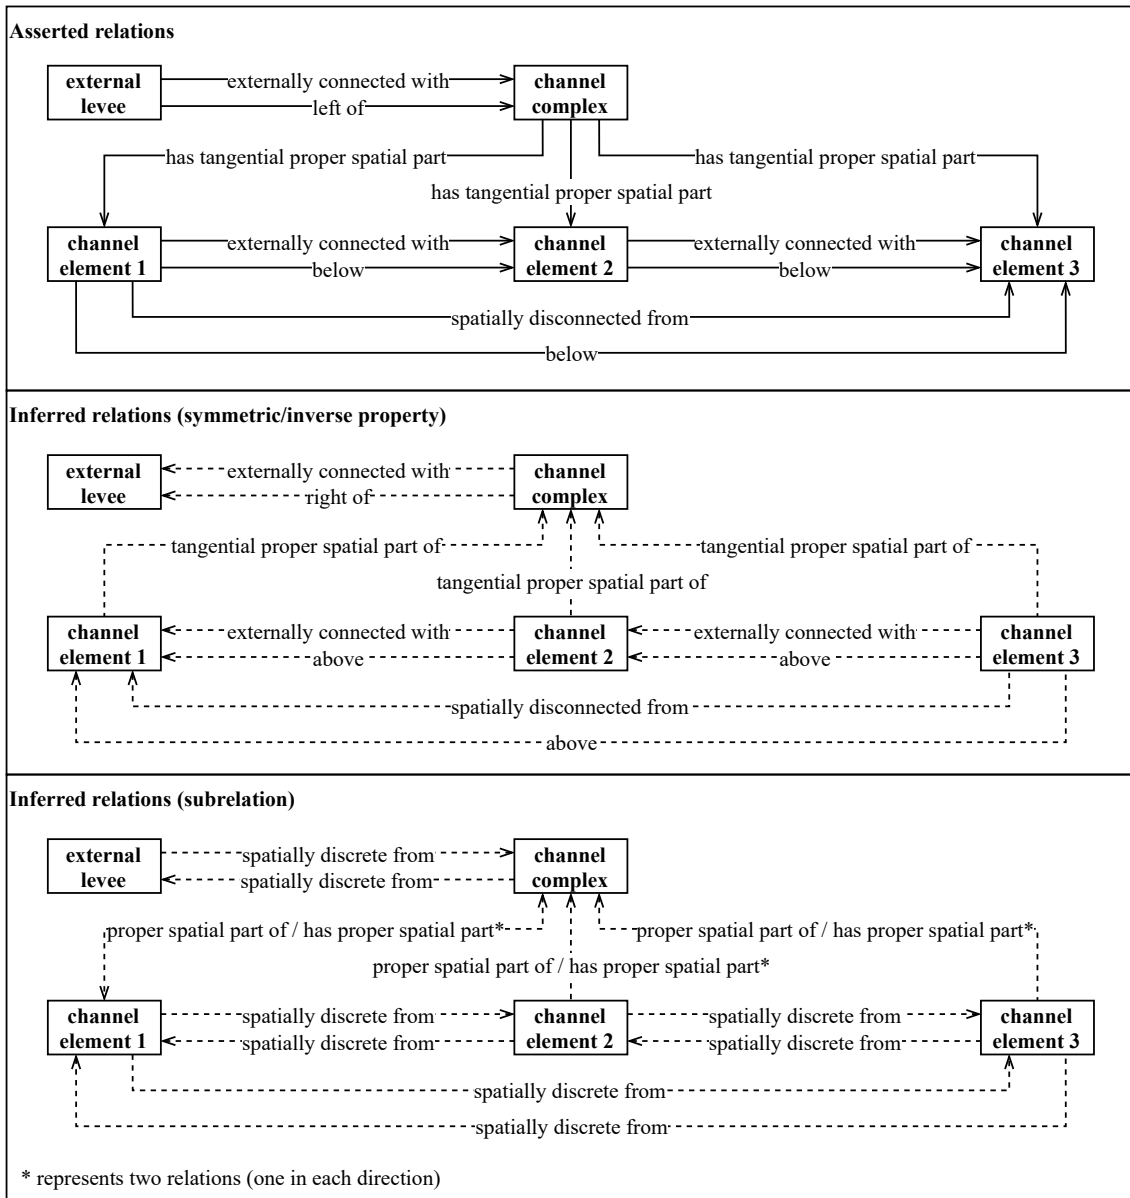 Asserted relations
external
levee
externally connected with
left of
channel
complex
has tangential proper spatial part
has tangential proper spatial part
has tangential proper spatial part
channel
element 1
externally connected with
below
channel
element 2
externally connected with
below
channel
element 3
spatially disconnected from
below
Inferred relations (symmetric/inverse property)
external
levee
externally connected with
right of
channel
complex
tangential proper spatial part of
tangential proper spatial part of
tangential proper spatial part of
channel
element 1
externally connected with
above
channel
element 2
externally connected with
above
channel
element 3
spatially disconnected from
above
Inferred relations (subrelation)
external
levee
spatially discrete from
spatially discrete from
channel
complex
proper spatial part of / has proper spatial part*
proper spatial part of / has proper spatial part*
proper spatial part of / has proper spatial part*
channel
element 1
spatially discrete from
spatially discrete from
channel
element 2
spatially discrete from
spatially discrete from
channel
element 3
spatially discrete from
spatially discrete from
* represents two relations (one in each direction)